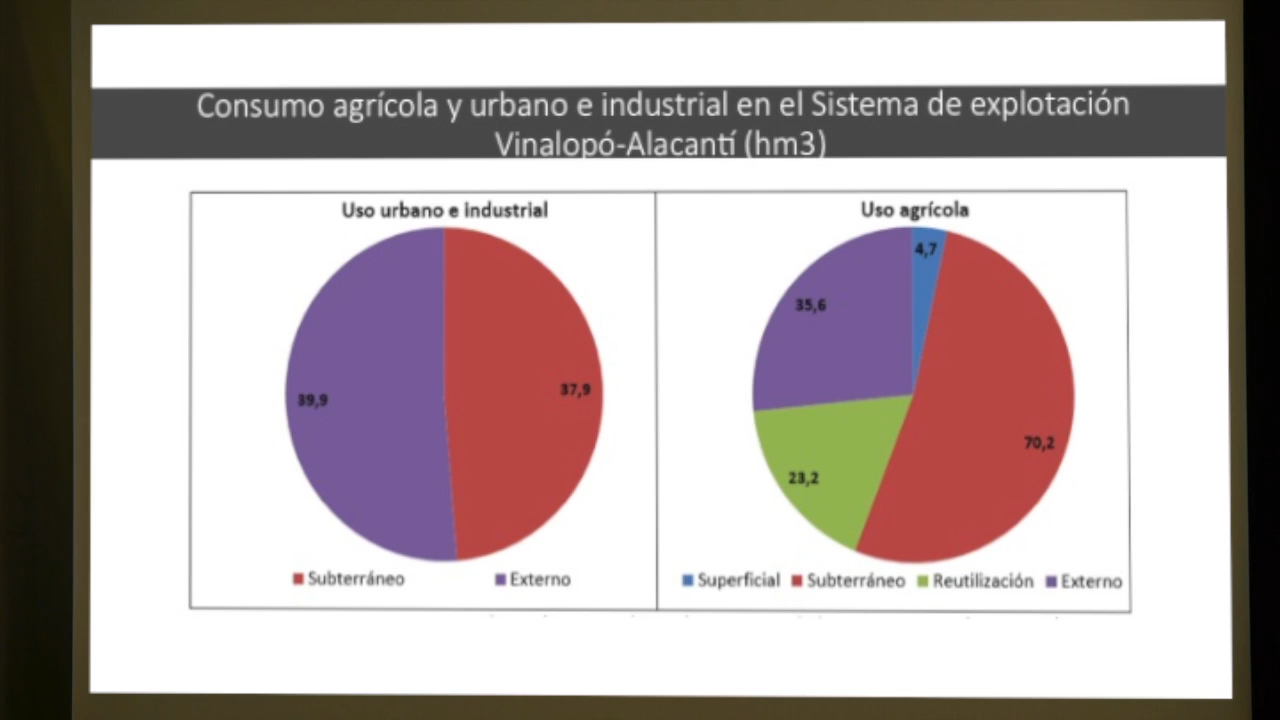 Consumo agrícola y urbano e industrial en el Sistema de explotación
Vinalopó-Alacantí (hm3)
Uso urbano e industrial
39,9
37,9
Subterráneo
Externo
Uso agrícola
4,7
35,6
70,2
23,2
Superficial
Subterráneo
Reutilización
Externo